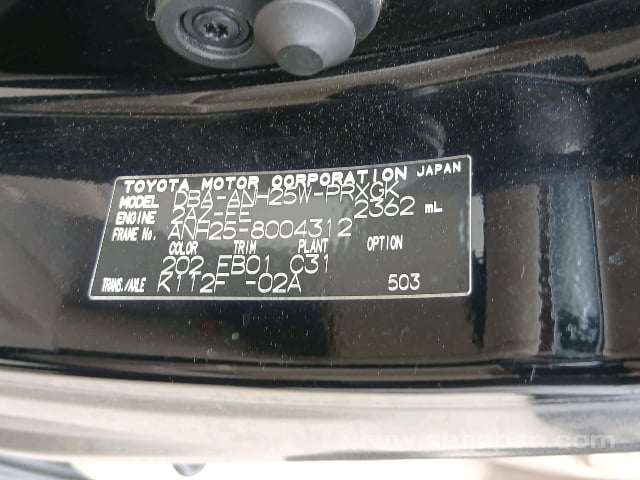 TOYOTA MOTOR CORPORATION JAPAN
MODEL DBA-ANH25W-PPXGK
ENGINE 2AZ-FE 2362 mL
FRAME No. ANH25-8004312
COLOR TRIM PLANT OPTION
202 EB01 C31
TRANS./AXLE K112F -02A 503